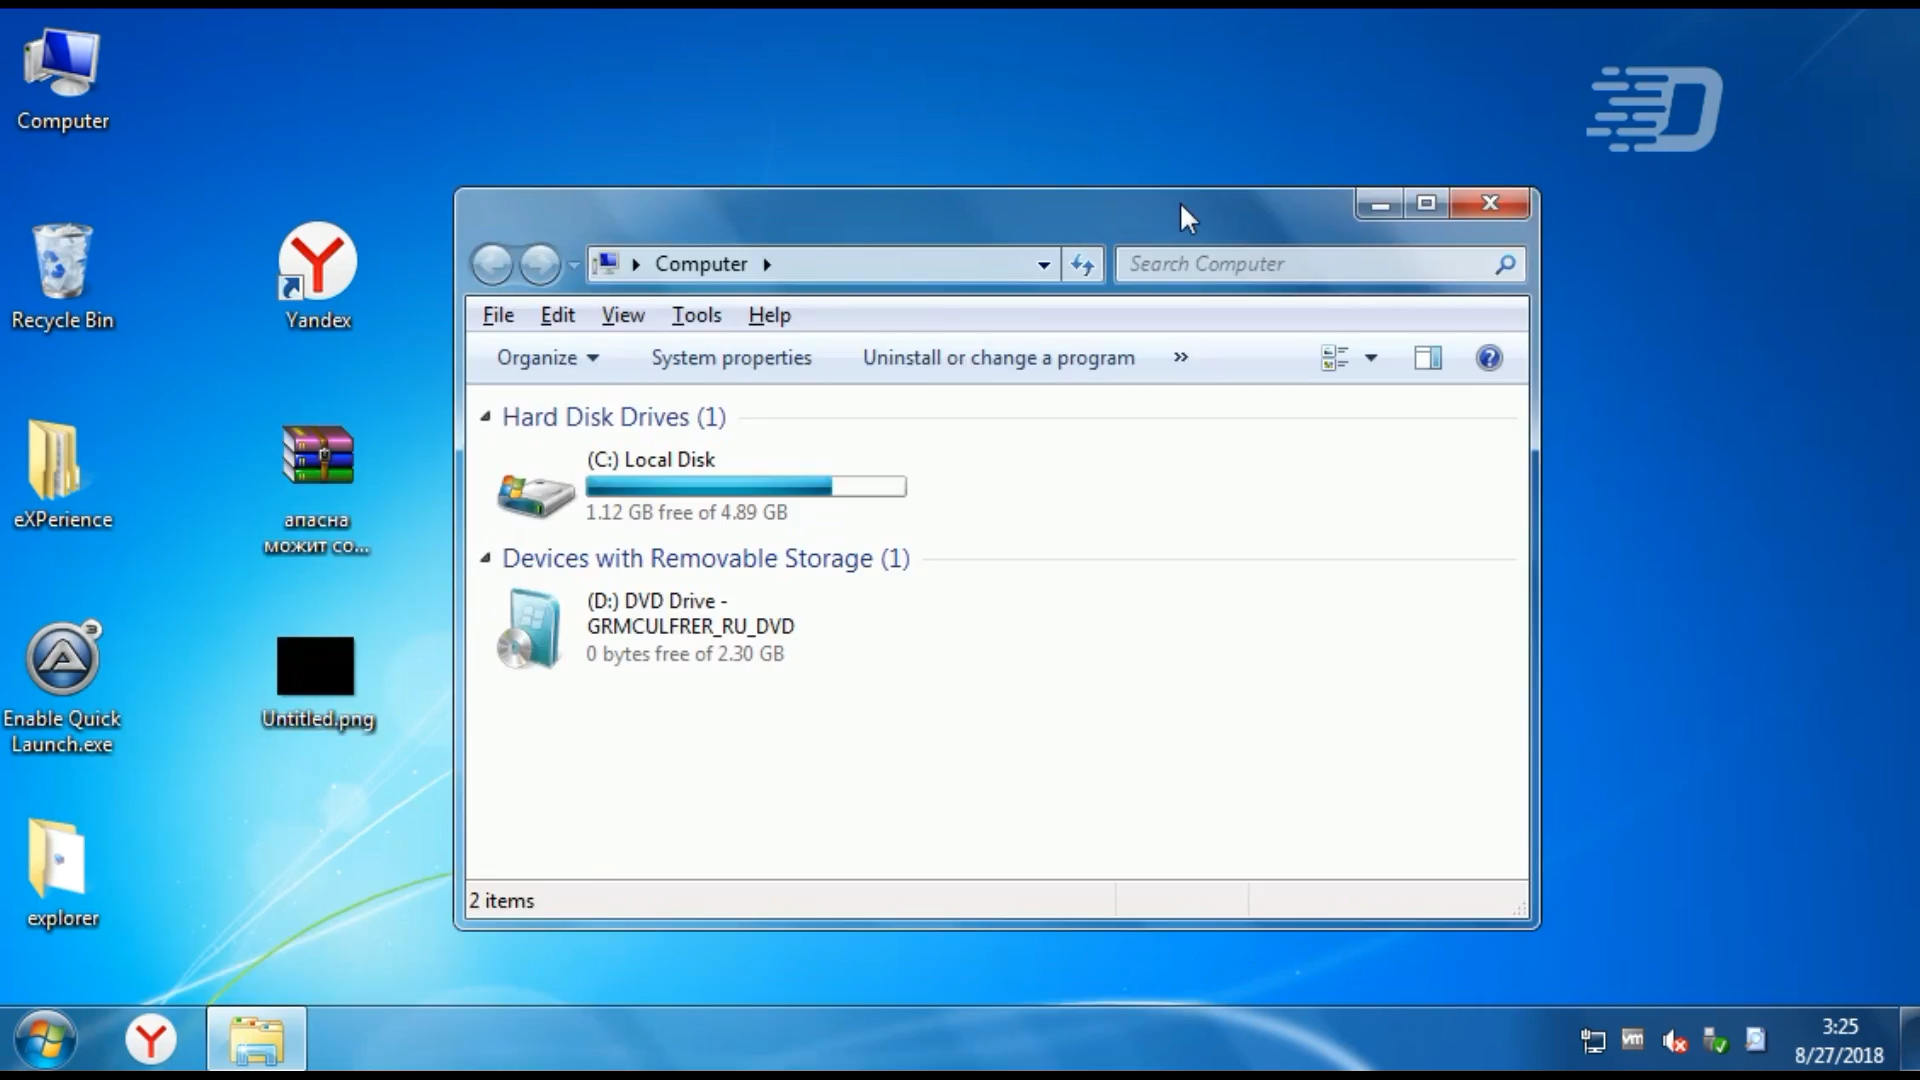 Computer
Recycle Bin
Yandex
eXPerience
апасна
можит со...
Enable Quick
Launch.exe
Untitled.png
explorer
Computer
Search Computer
File Edit View Tools Help
Organize System properties Uninstall or change a program »
Hard Disk Drives (1)
(C:) Local Disk
1.12 GB free of 4.89 GB
Devices with Removable Storage (1)
(D:) DVD Drive -
GRMCULFRER_RU_DVD
0 bytes free of 2.30 GB
2 items
vm
3:25
8/27/2018